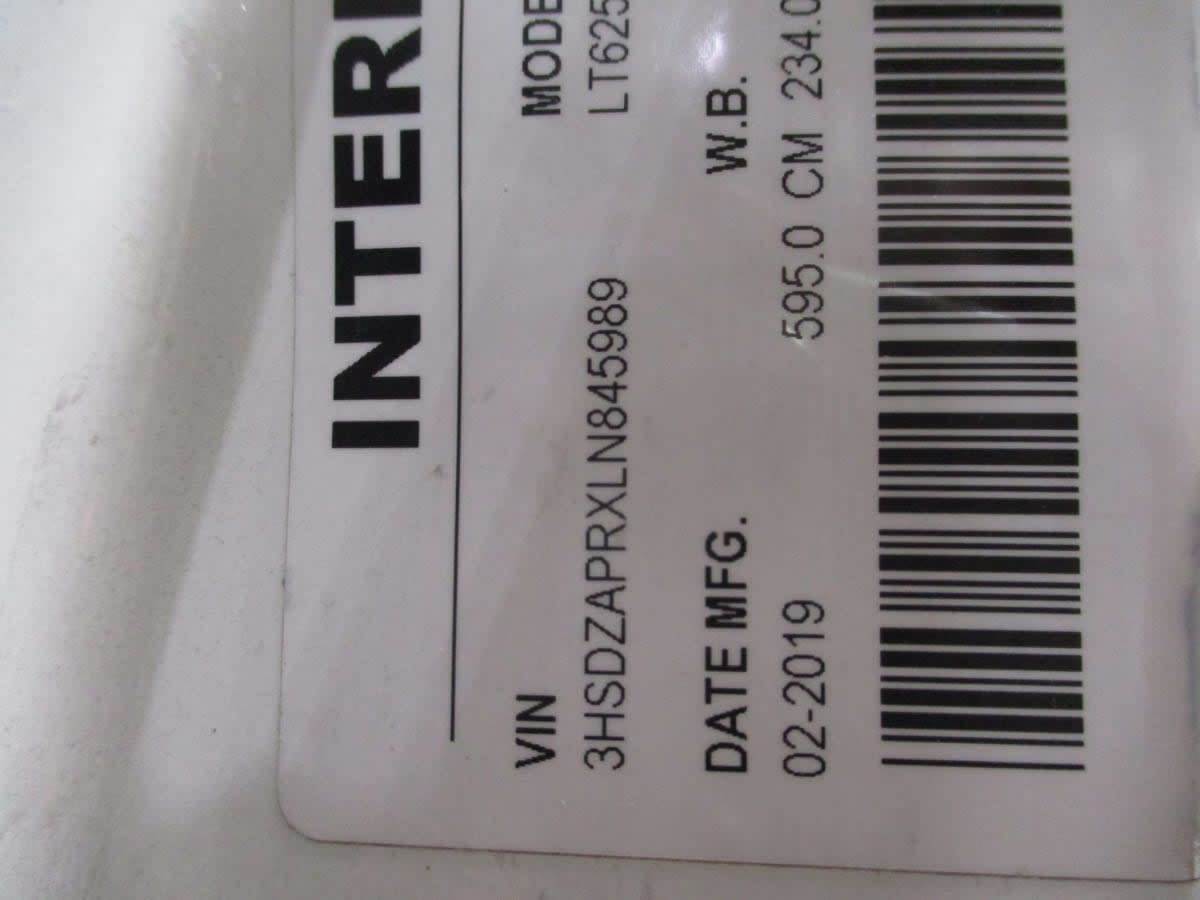 INTER
VIN
MODE
3HSDZAPRXLN845989
LT625
DATE MFG.
W.B.
02-2019
595.0 CM 234.0